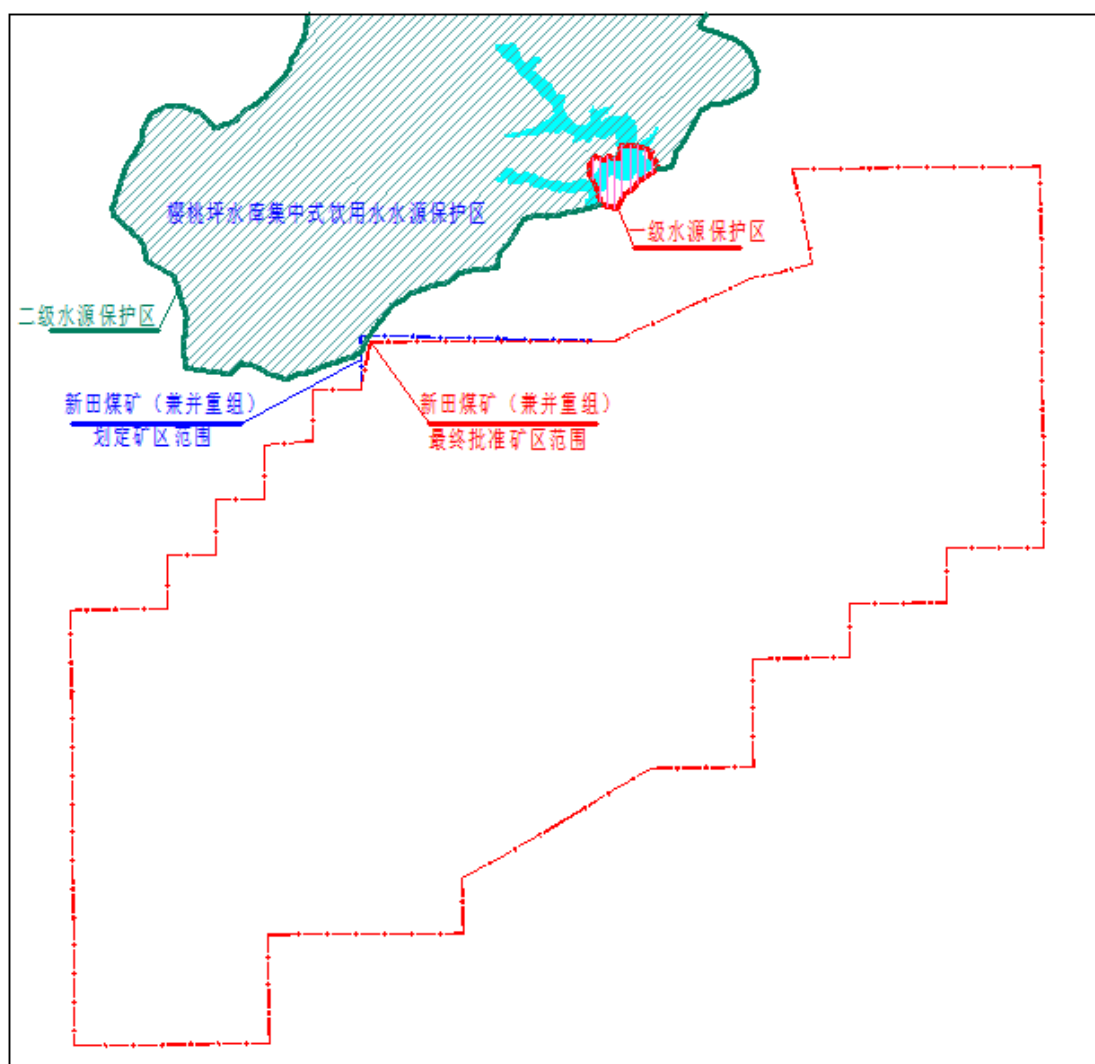 樱桃坪水库集中式饮用水水源保护区
一级水源保护区
二级水源保护区
新田煤矿（兼并重组）
划定矿区范围
新田煤矿（兼并重组）
最终批准矿区范围